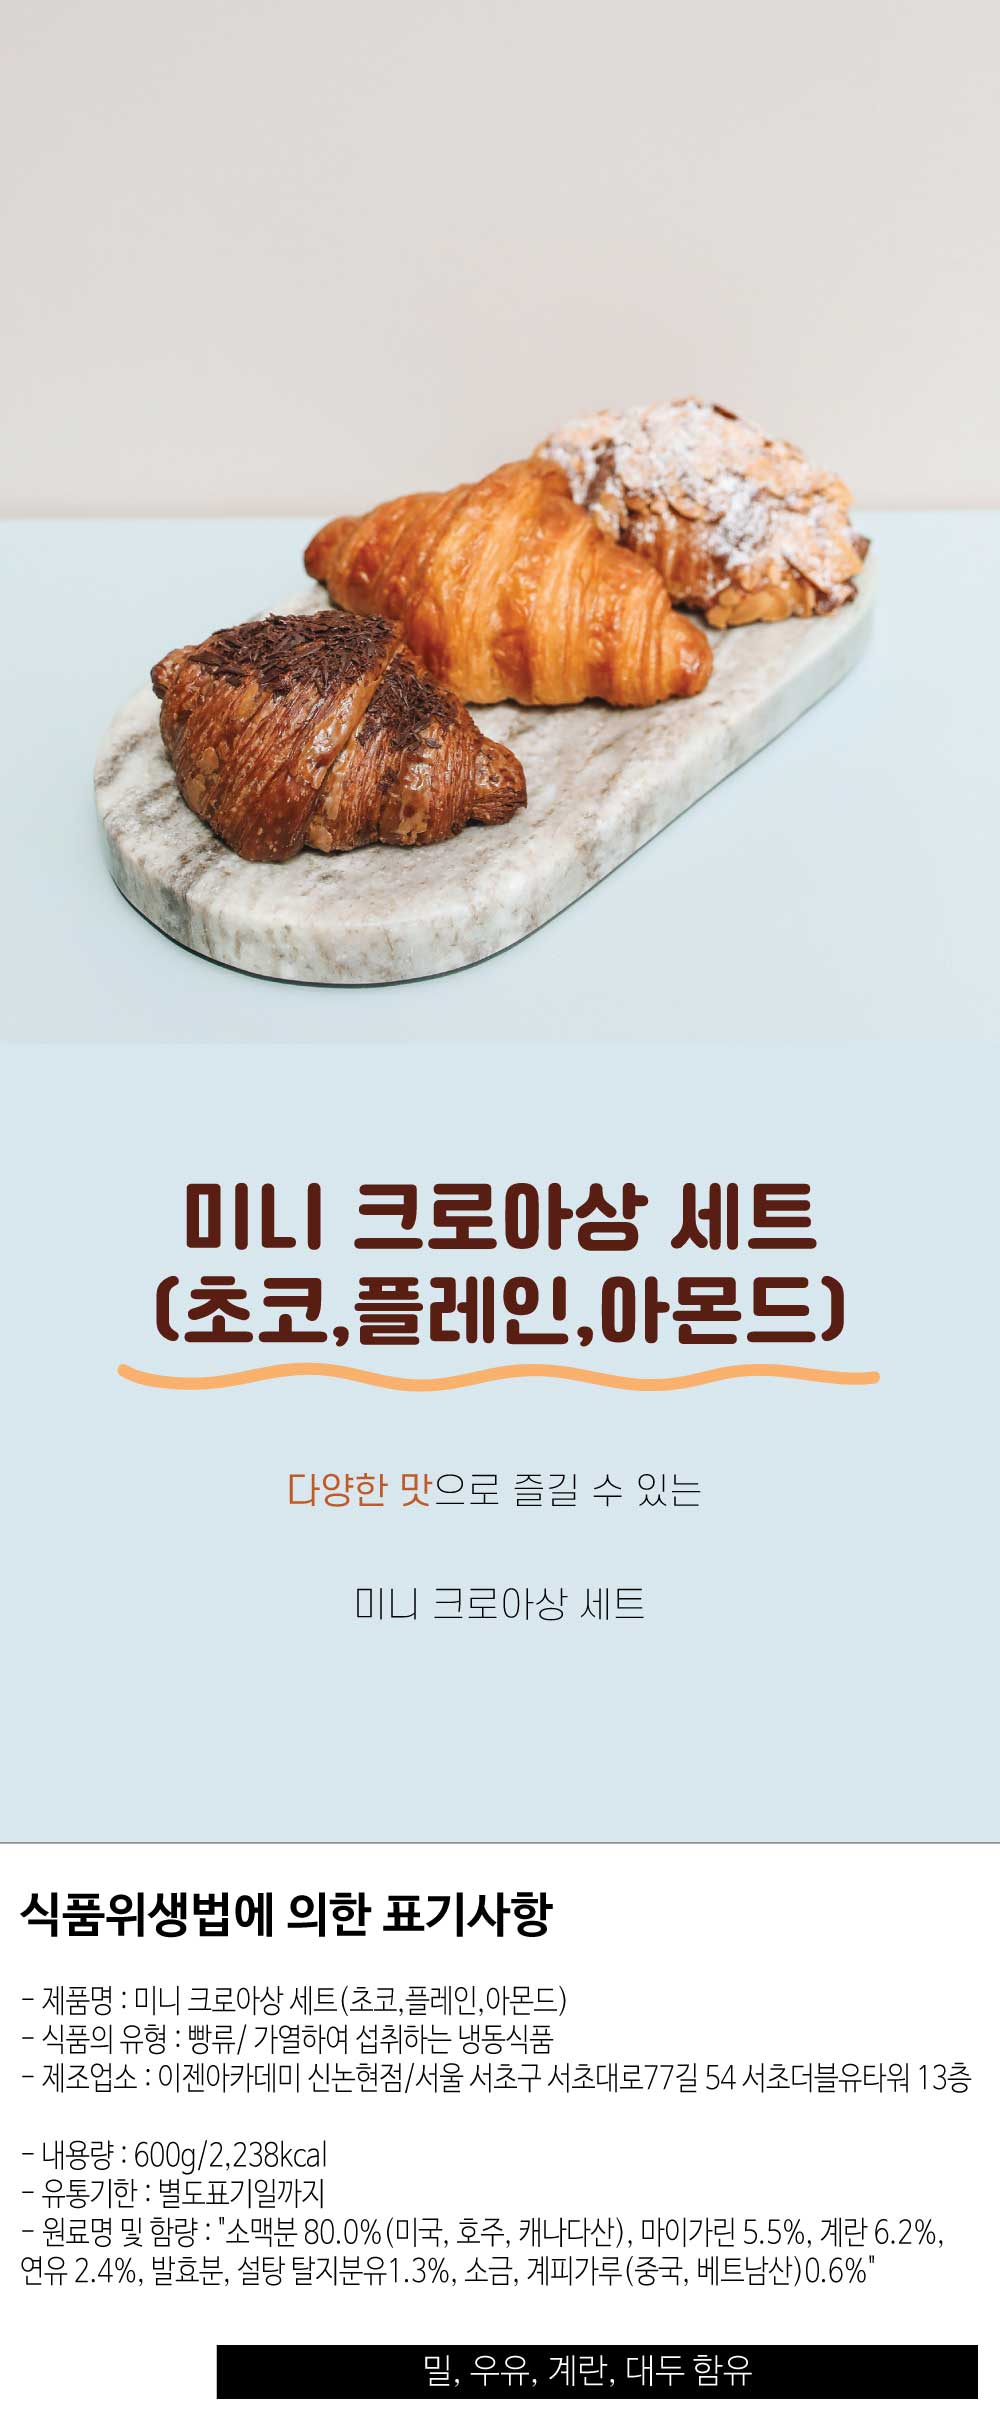 미니 크로아상 세트
(초코,플레인,아몬드)
다양한 맛으로 즐길 수 있는
미니 크로아상 세트
식품위생법에 의한 표기사항
- 제품명 : 미니 크로아상 세트(초코,플레인,아몬드)
- 식품의 유형 : 빵류/ 가열하여 섭취하는 냉동식품
- 제조업소 : 이젠아카데미 신논현점/서울 서초구 서초대로77길 54 서초더블유타워 13층
- 내용량 : 600g/2,238kcal
- 유통기한 : 별도표기일까지
- 원료명 및 함량 : "소맥분 80.0%(미국, 호주, 캐나다산), 마이가린 5.5%, 계란 6.2%,
연유 2.4%, 발효분, 설탕 탈지분유1.3%, 소금, 계피가루(중국, 베트남산)0.6%"
밀, 우유, 계란, 대두 함유